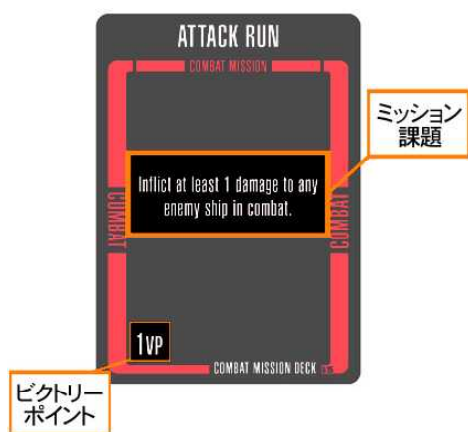 ATTACK RUN
COMBAT MISSION
ミッション
課題
Inflict at least 1 damage to any
enemy ship in combat.
COMBAT
COMBAT
1VP
COMBAT MISSION DECK
ビクトリー
ポイント